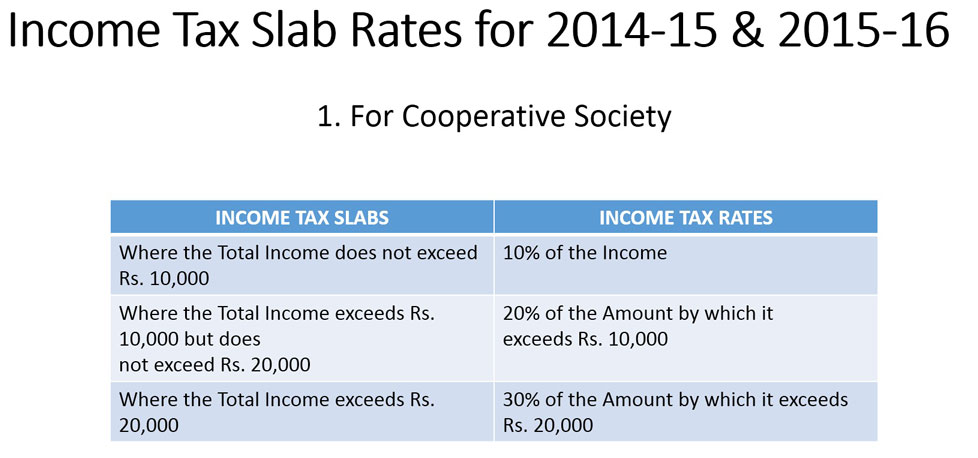 Income Tax Slab Rates for 2014-15 & 2015-16
1. For Cooperative Society
INCOME TAX SLABS
INCOME TAX RATES
Where the Total Income does not exceed
Rs. 10,000
10% of the Income
Where the Total Income exceeds Rs.
10,000 but does
not exceed Rs. 20,000
20% of the Amount by which it
exceeds Rs. 10,000
Where the Total Income exceeds Rs.
20,000
30% of the Amount by which it exceeds
Rs. 20,000